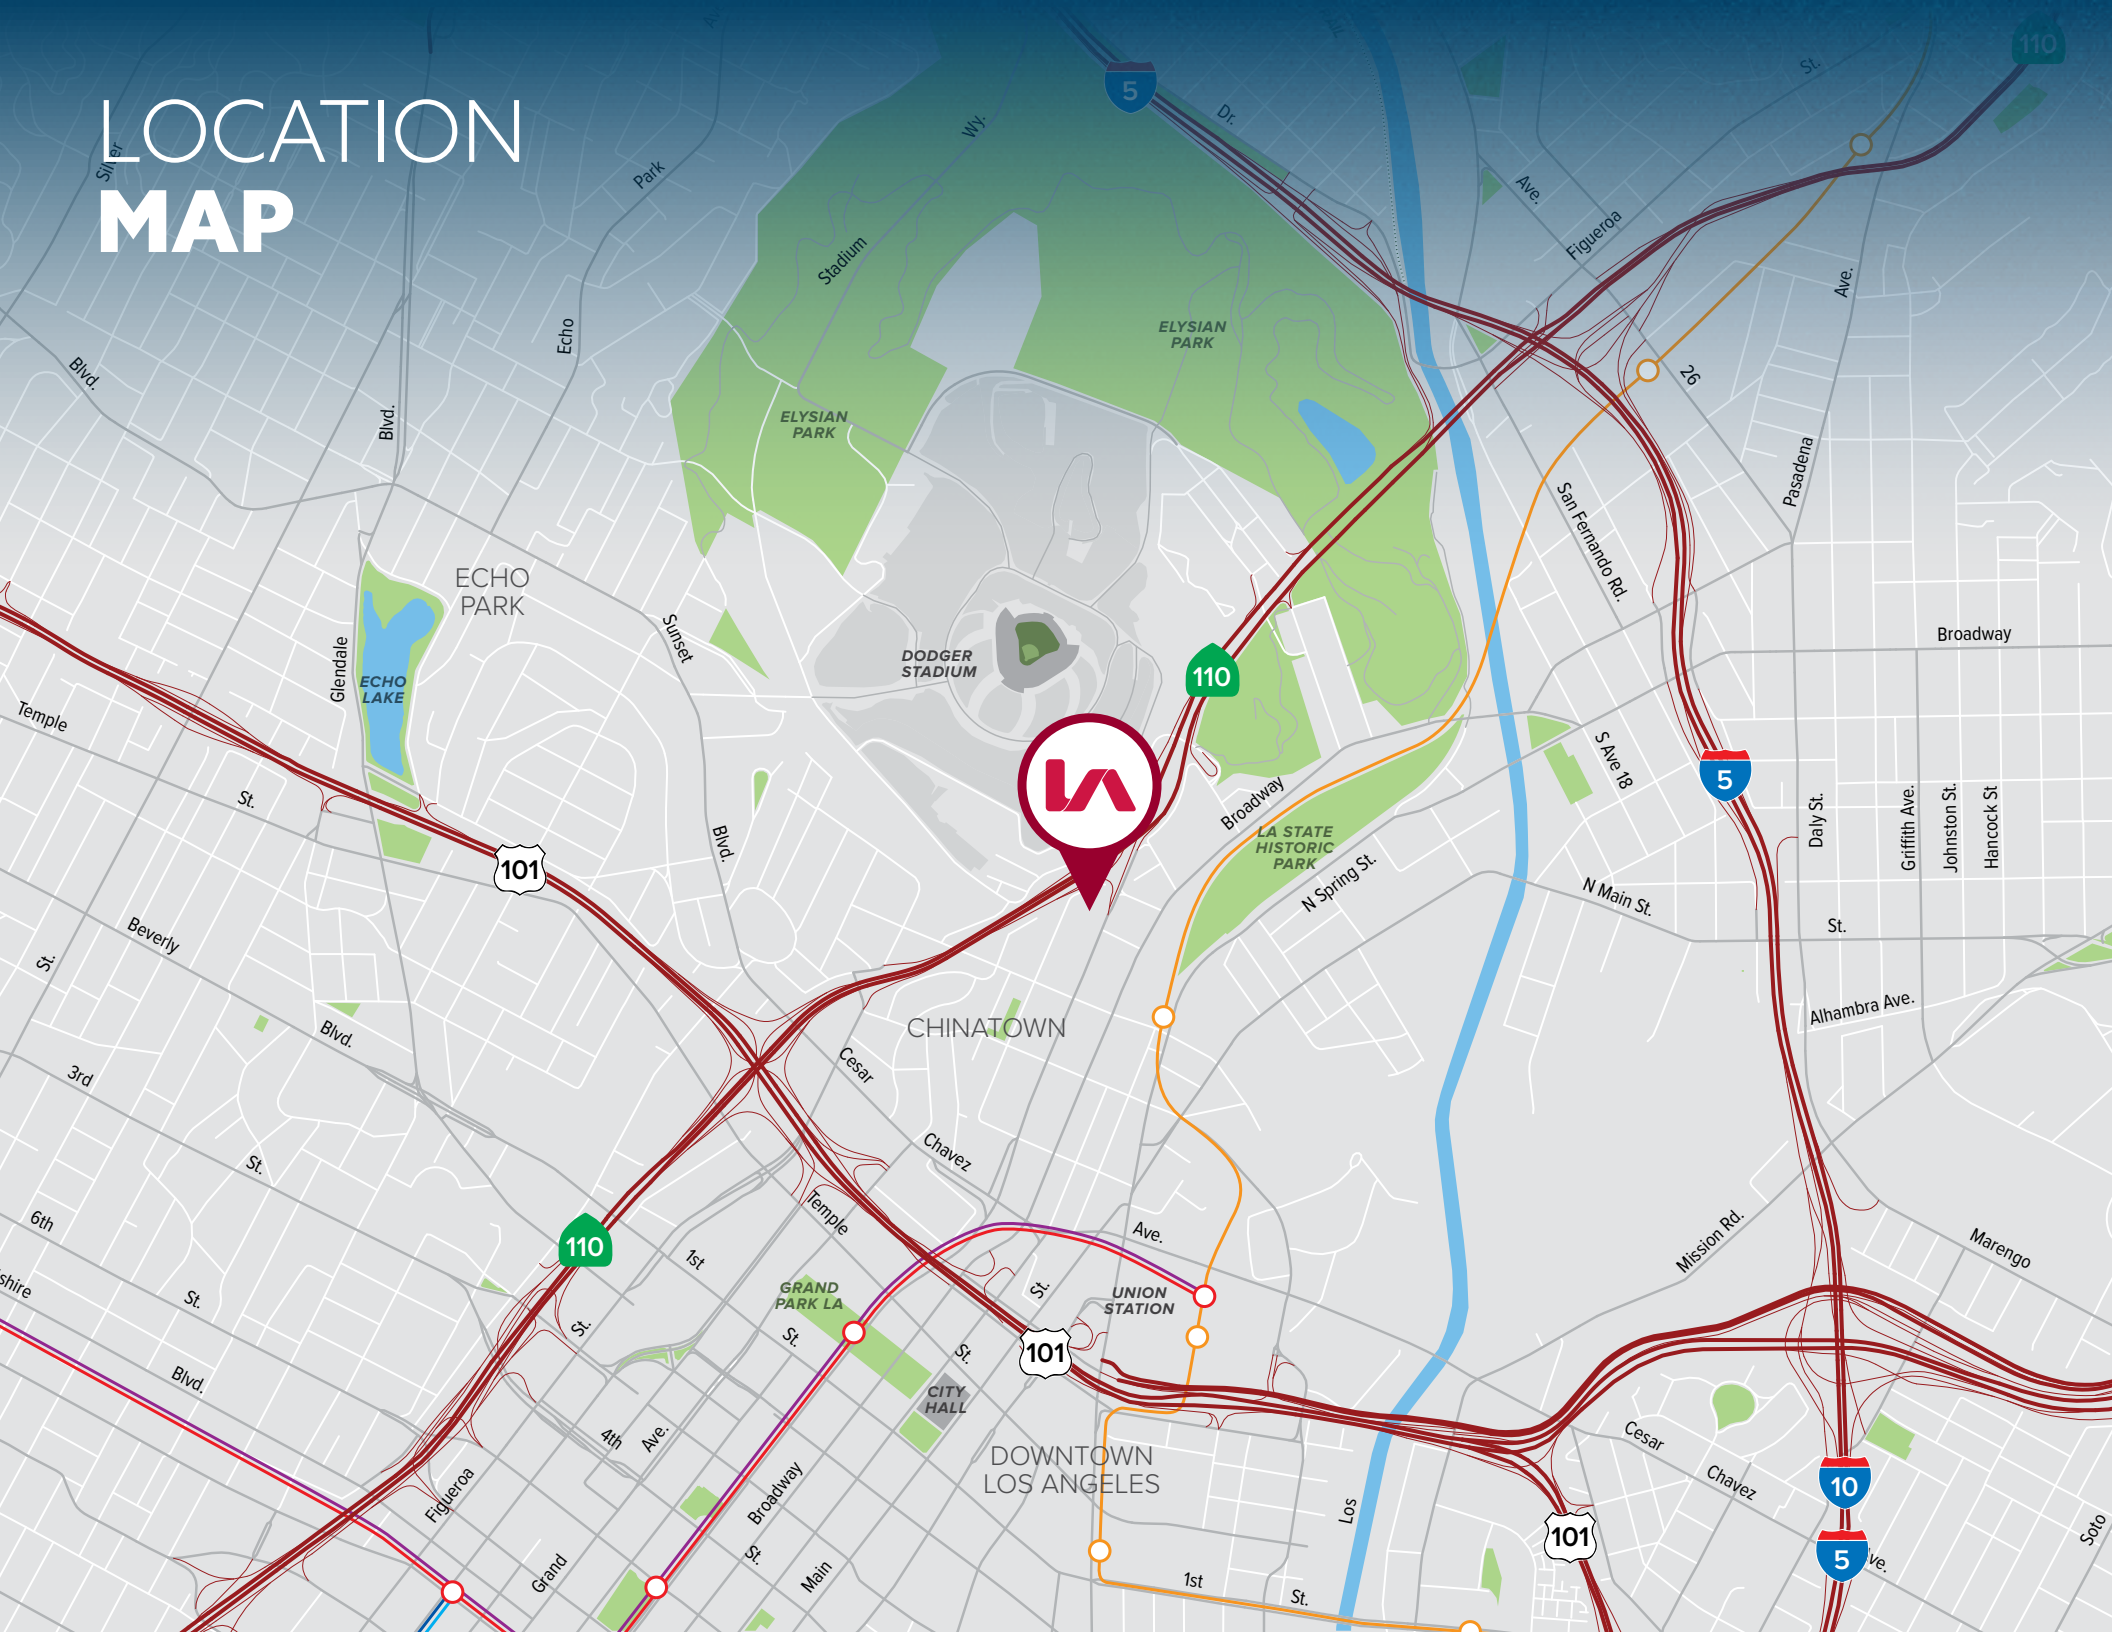 LOCATION
MAP
110
5
St.
Dr.
Wy.
Silver
Park
Ave.
Figueroa
Stadium
Ave.
Echo
ELYSIAN
PARK
Blvd.
26
Blvd.
ELYSIAN
PARK
Pasadena
San Fernando Rd.
ECHO
PARK
Sunset
Broadway
Glendale
DODGER
STADIUM
110
ECHO
LAKE
Temple
S Ave 18
5
LA
St.
Broadway
Blvd.
LA STATE
HISTORIC
PARK
Daly St.
Griffith Ave.
Johnston St.
Hancock St
101
N Spring St.
N Main St.
St.
Beverly
St.
Alhambra Ave.
CHINATOWN
Blvd.
Cesar
3rd
Chavez
St.
Temple
6th
Ave.
Mission Rd.
Marengo
110
1st
shire
St.
GRAND
PARK LA
St.
UNION
STATION
St.
St.
St.
101
Blvd.
CITY
HALL
4th
Ave.
Cesar
DOWNTOWN
LOS ANGELES
Chavez
10
Figueroa
Broadway
Los
101
Soto
5
ve.
St.
Grand
Main
1st
St.